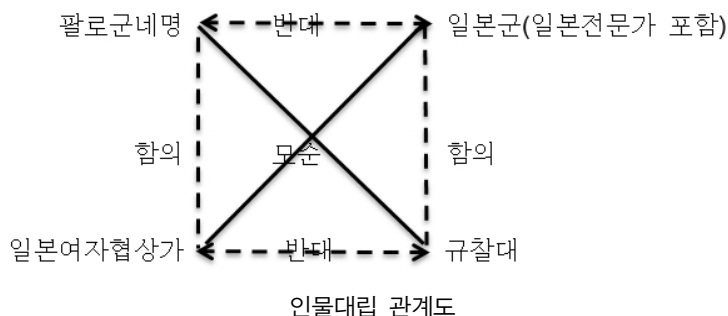 팔로군네명 반대 일본군(일본전문가 포함)
함의 모순 함의
일본여자협상가 반대 규찰대
인물대립 관계도